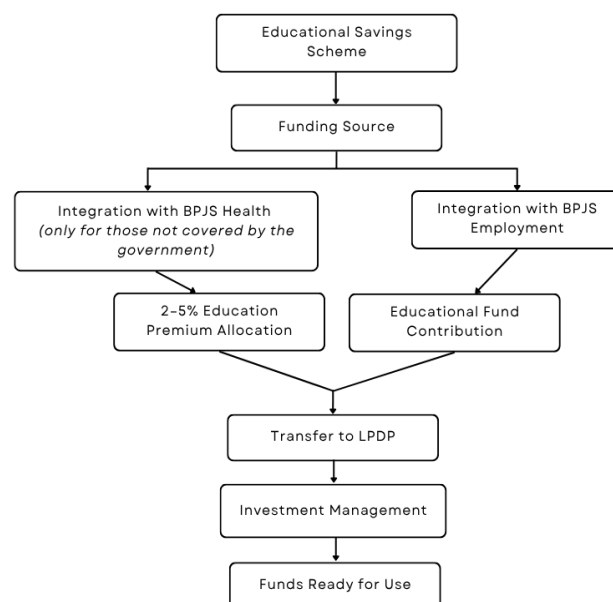 Educational Savings
Scheme
Funding Source
Integration with BPJS Health
(only for those not covered by the
government)
Integration with BPJS
Employment
2–5% Education
Premium Allocation
Educational Fund
Contribution
Transfer to LPDP
Investment Management
Funds Ready for Use